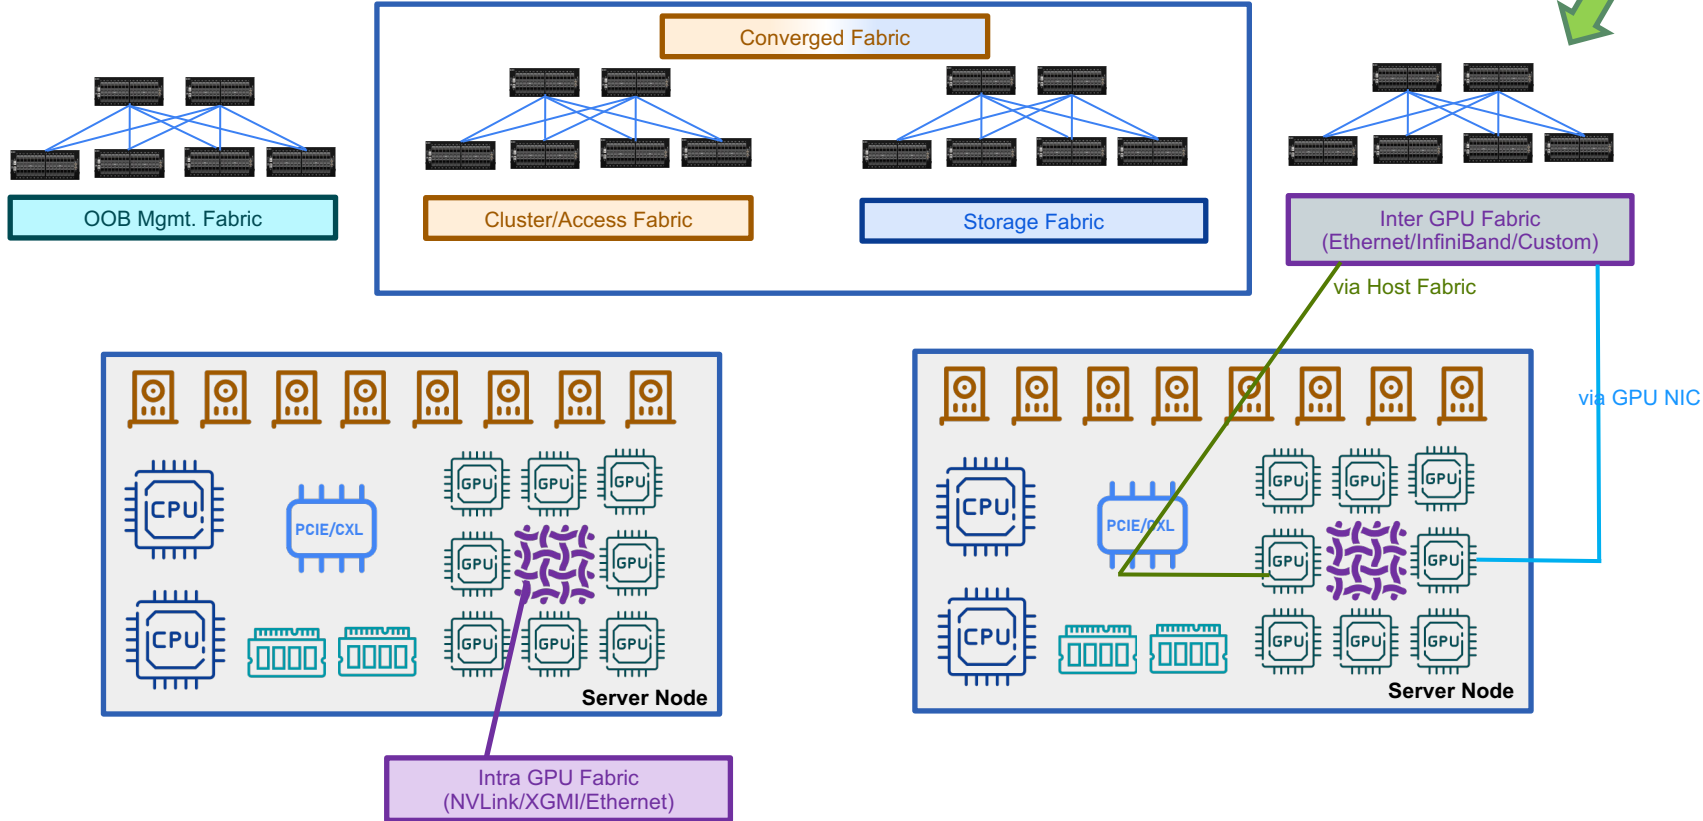 Converged Fabric
OOB Mgmt. Fabric
Cluster/Access Fabric
Storage Fabric
Inter GPU Fabric
(Ethernet/InfiniBand/Custom)
via Host Fabric
via GPU NIC
CPU
PCIE/CXL
GPU
GPU
GPU
GPU
GPU
CPU
GPU
GPU
GPU
Server Node
CPU
PCIE/CXL
GPU
GPU
GPU
GPU
GPU
CPU
GPU
GPU
GPU
Server Node
Intra GPU Fabric
(NVLink/XGMI/Ethernet)